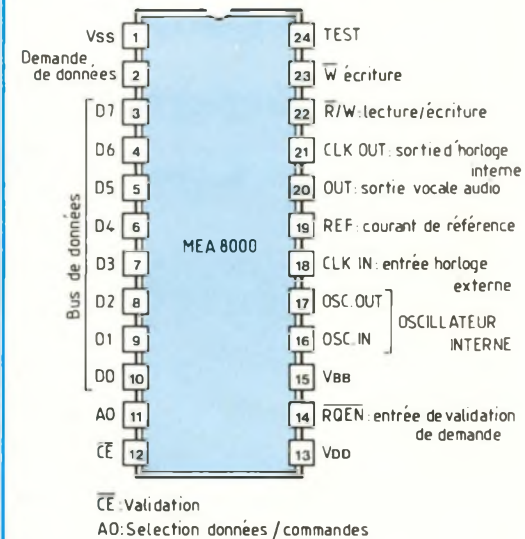 Vss 1
Demande
de données 2
Bus de données
D7 3
D6 4
D5 5
D4 6
D3 7
D2 8
D1 9
D0 10
A0 11
C̅E̅ 12
MEA 8000
24 TEST
23 W̅ écriture
22 R̅/W:lecture/écriture
21 CLK OUT: sortie d'horloge
interne
20 OUT: sortie vocale audio
19 REF: courant de référence
18 CLK IN: entrée horloge
externe
17 OSC.OUT
16 OSC.IN
OSCILLATEUR
INTERNE
15 VBB
14 R̅Q̅E̅N̅: entrée de validation
de demande
13 VDD
C̅E̅: Validation
A0: Selection données / commandes